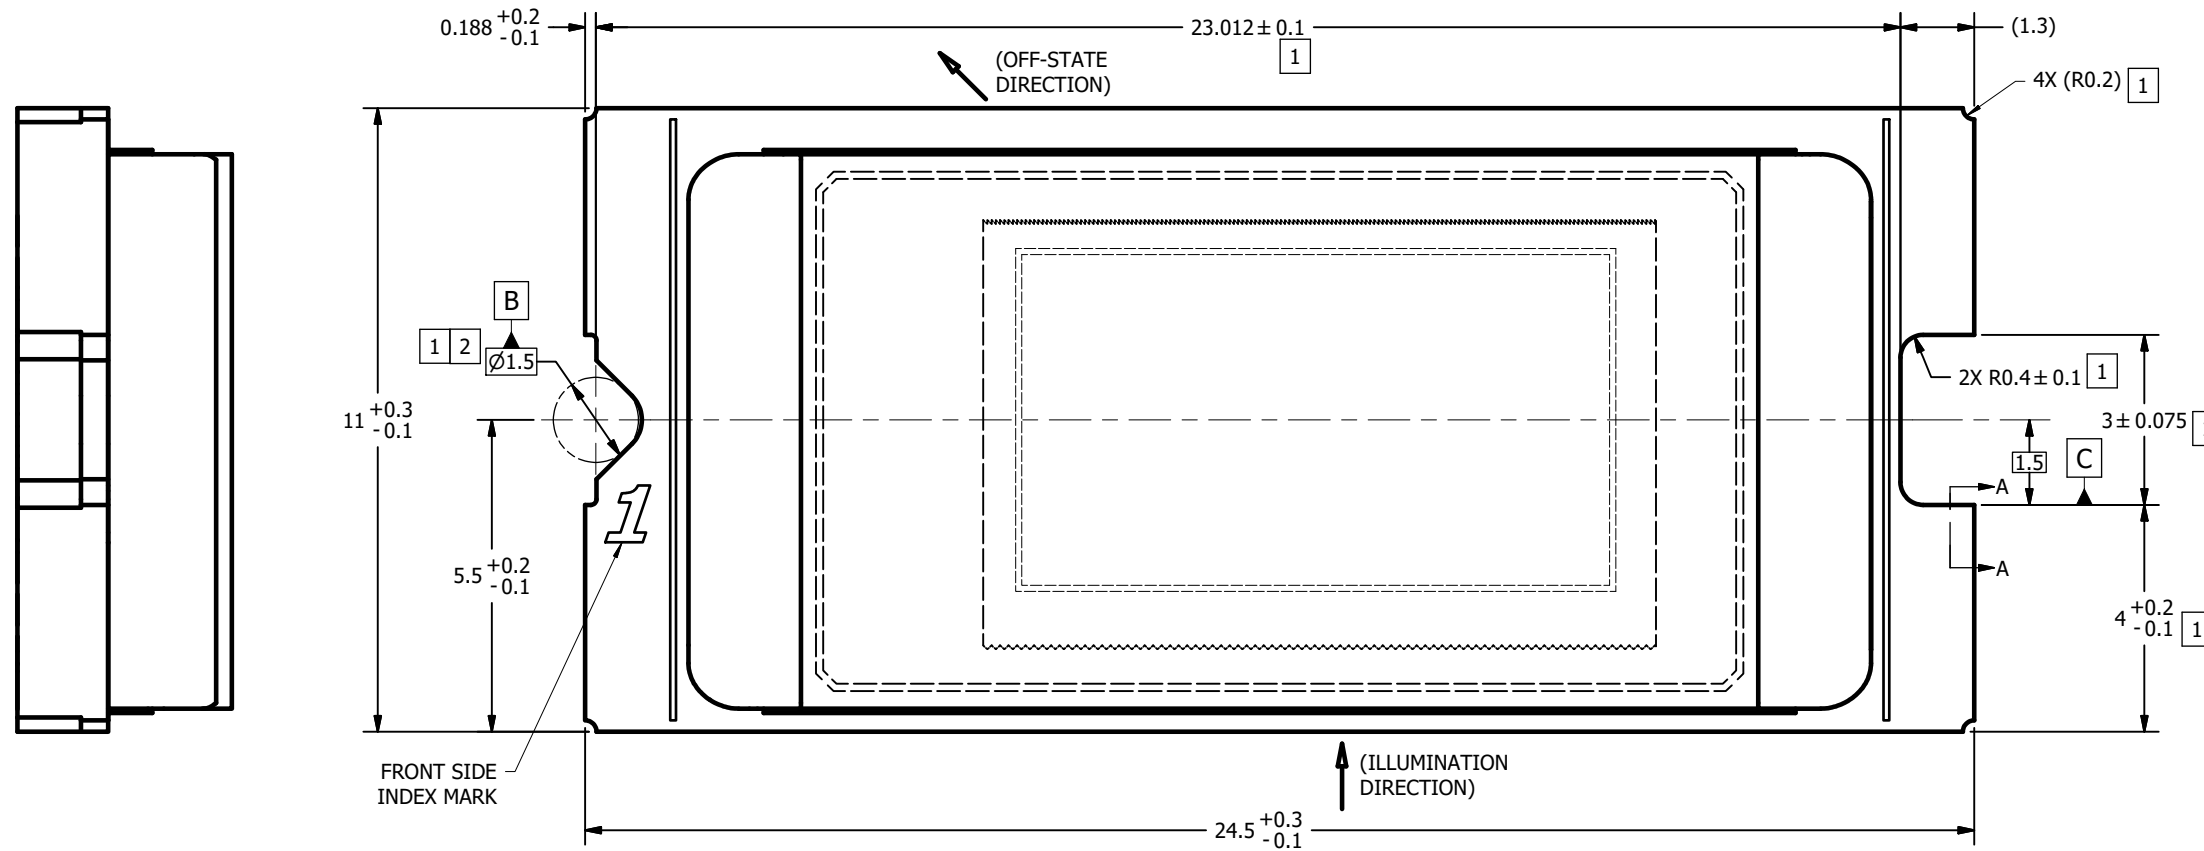 0.188 +0.2 -0.1
23.012 ± 0.1
1
(1.3)
(OFF-STATE
DIRECTION)
4X (R0.2) 1
B
1 2
Ø1.5
2X R0.4 ± 0.1 1
11 +0.3 -0.1
3 ± 0.075
1.5
C
A
A
1
5.5 +0.2 -0.1
4 +0.2 -0.1 1
FRONT SIDE
INDEX MARK
(ILLUMINATION
DIRECTION)
24.5 +0.3 -0.1